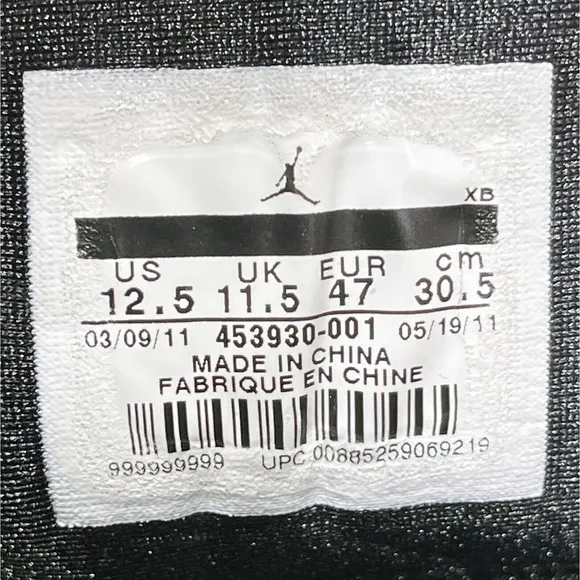 XB
US UK EUR cm
12.5 11.5 47 30.5
03/09/11 453930-001 05/19/11
MADE IN CHINA
FABRIQUE EN CHINE
999999999 UPC 00885259069219